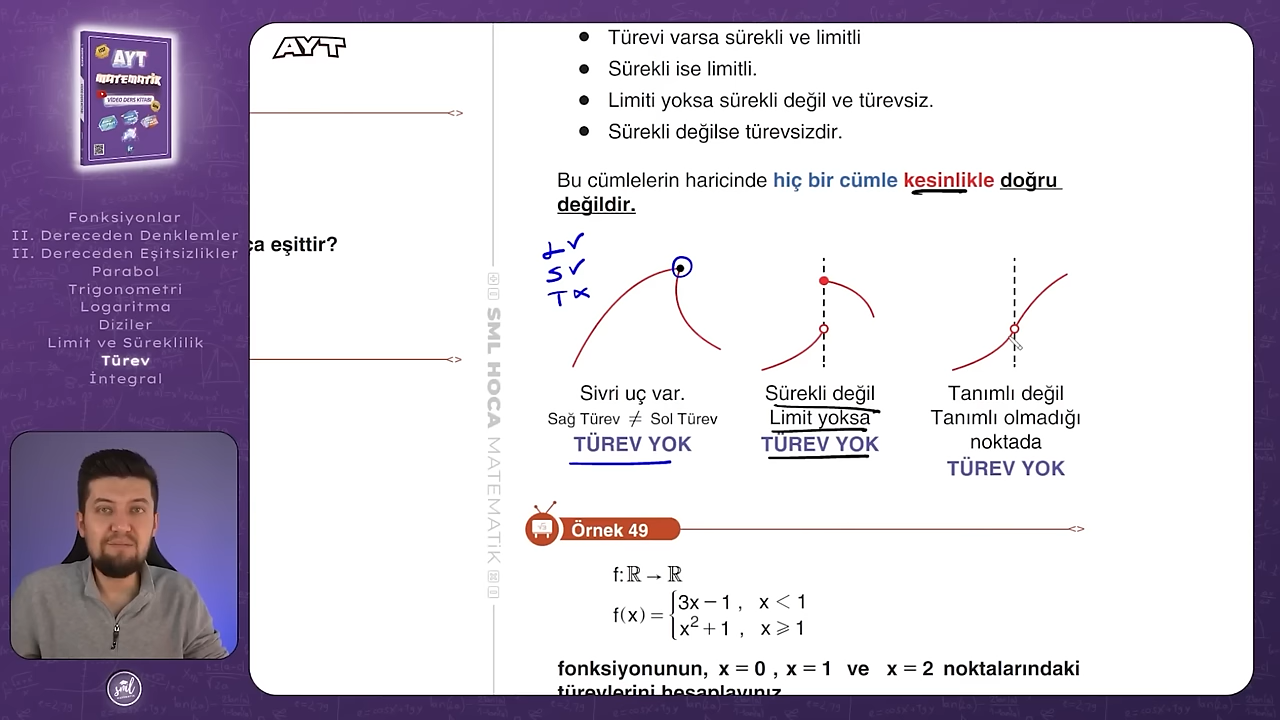 AYT
MATEMATİK
VİDEO DERS KİTABI
Fonksiyonlar
II. Dereceden Denklemler
II. Dereceden Eşitsizlikler
Parabol
Trigonometri
Logaritma
Diziler
Limit ve Süreklilik
Türev
İntegral
sml
AYT
ca eşittir?
SML HOCA MATEMATİK
• Türevi varsa sürekli ve limitli
• Sürekli ise limitli.
• Limiti yoksa sürekli değil ve türevsiz.
• Sürekli değilse türevsizdir.
Bu cümlelerin haricinde hiç bir cümle kesinlikle doğru
değildir.
L ✓
S ✓
T ×
Sivri uç var.
Sağ Türev ≠ Sol Türev
TÜREV YOK
Sürekli değil
Limit yoksa
TÜREV YOK
Tanımlı değil
Tanımlı olmadığı
noktada
TÜREV YOK
Örnek 49
f: ℝ → ℝ
f(x) = { 3x − 1 , x < 1
x² + 1 , x ⩾ 1
fonksiyonunun, x = 0 , x = 1 ve x = 2 noktalarındaki
türevlerini hesaplayınız